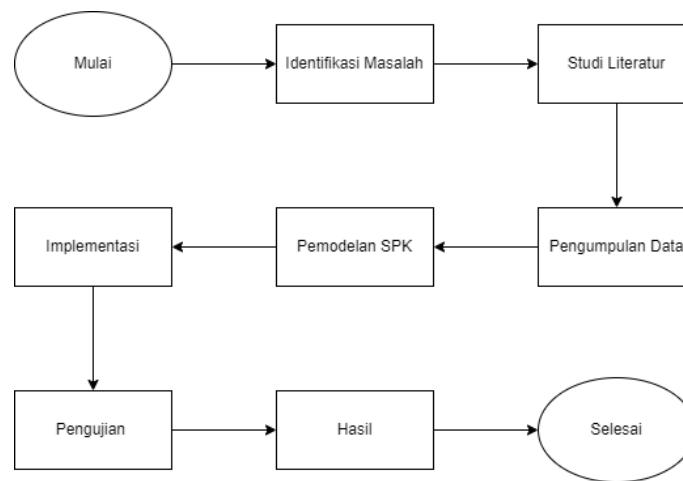 Mulai
Identifikasi Masalah
Studi Literatur
Pengumpulan Data
Pemodelan SPK
Implementasi
Pengujian
Hasil
Selesai